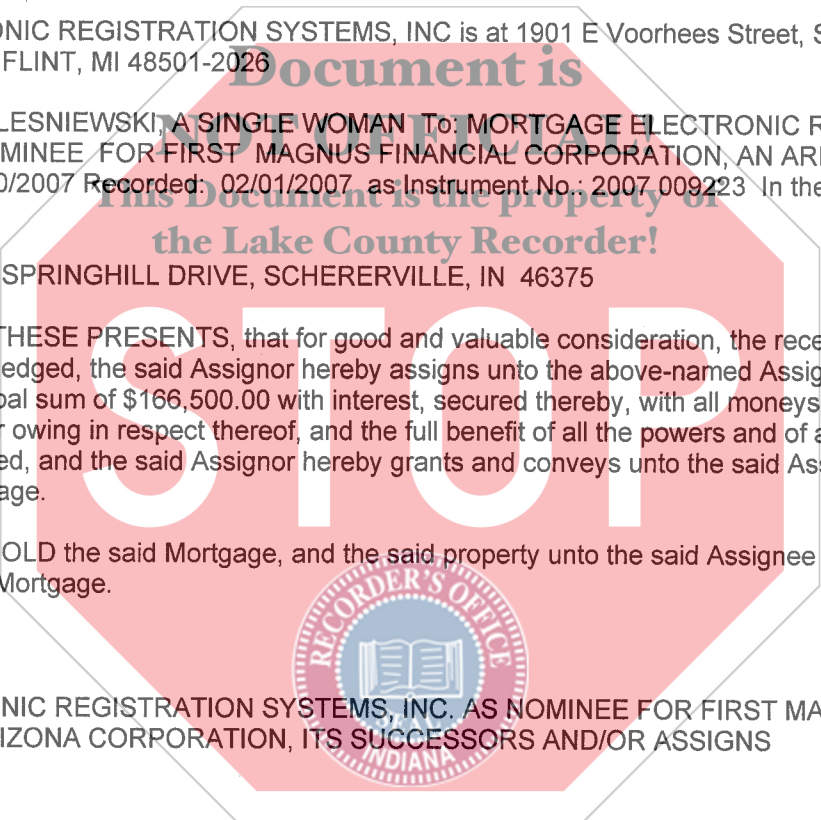 ONIC REGISTRATION SYSTEMS, INC is at 1901 E Voorhees Street, S
FLINT, MI 48501-2026
Document is
LESNIEWSKI, A SINGLE WOMAN To: MORTGAGE ELECTRONIC R
NOT OFFICIAL!
MINEE FOR FIRST MAGNUS FINANCIAL CORPORATION, AN ARI
0/2007 Recorded: 02/01/2007 as Instrument No.: 2007 009223 In the
This Document is the property of
the Lake County Recorder!
SPRINGHILL DRIVE, SCHERERVILLE, IN 46375
STOP
THESE PRESENTS, that for good and valuable consideration, the rece
edged, the said Assignor hereby assigns unto the above-named Assig
pal sum of $166,500.00 with interest, secured thereby, with all moneys
r owing in respect thereof, and the full benefit of all the powers and of a
ed, and the said Assignor hereby grants and conveys unto the said Ass
age.
OLD the said Mortgage, and the said property unto the said Assignee
Mortgage.
RECORDER'S OFFICE
SEAL
INDIANA
NIC REGISTRATION SYSTEMS, INC. AS NOMINEE FOR FIRST MA
IZONA CORPORATION, ITS SUCCESSORS AND/OR ASSIGNS